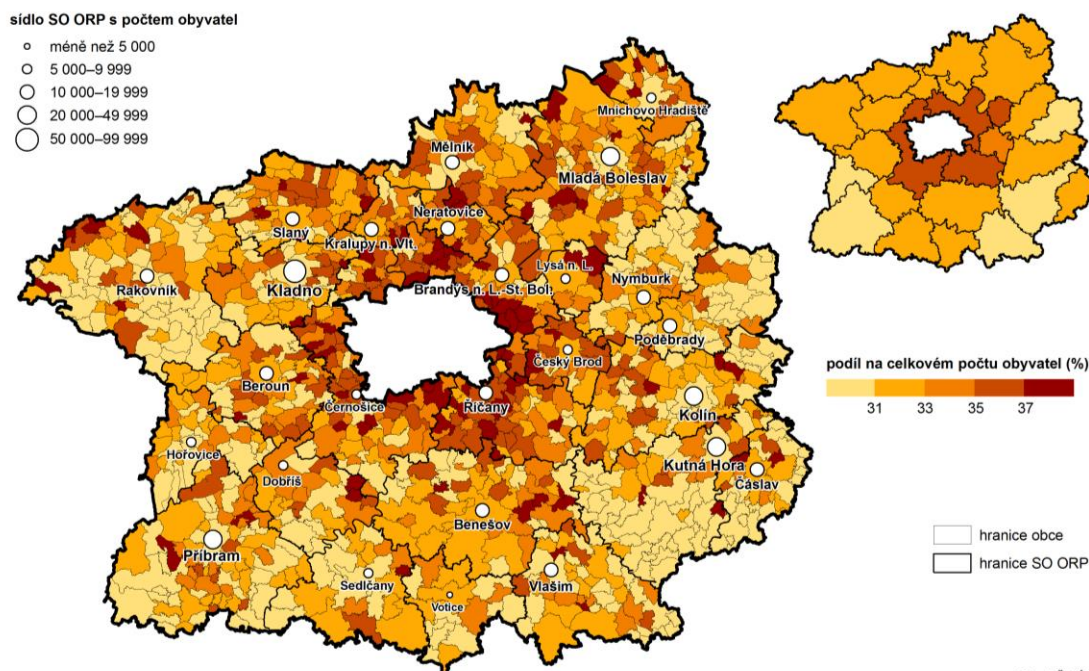 sídlo SO ORP s počtem obyvatel
méně než 5 000
5 000–9 999
10 000–19 999
20 000–49 999
50 000–99 999
Mnichovo Hradiště
Mělník
Mladá Boleslav
Neratovice
Slaný
Kralupy n. Vlt.
Lysá n. L.
Rakovník
Kladno
Brandýs n. L.-St. Bol.
Nymburk
Poděbrady
Český Brod
Beroun
Černošice
Říčany
Kolín
Hořovice
Dobříš
Kutná Hora
Čáslav
Benešov
Příbram
Sedlčany
Vlašim
Votice
podíl na celkovém počtu obyvatel (%)
31 33 35 37
hranice obce
hranice SO ORP